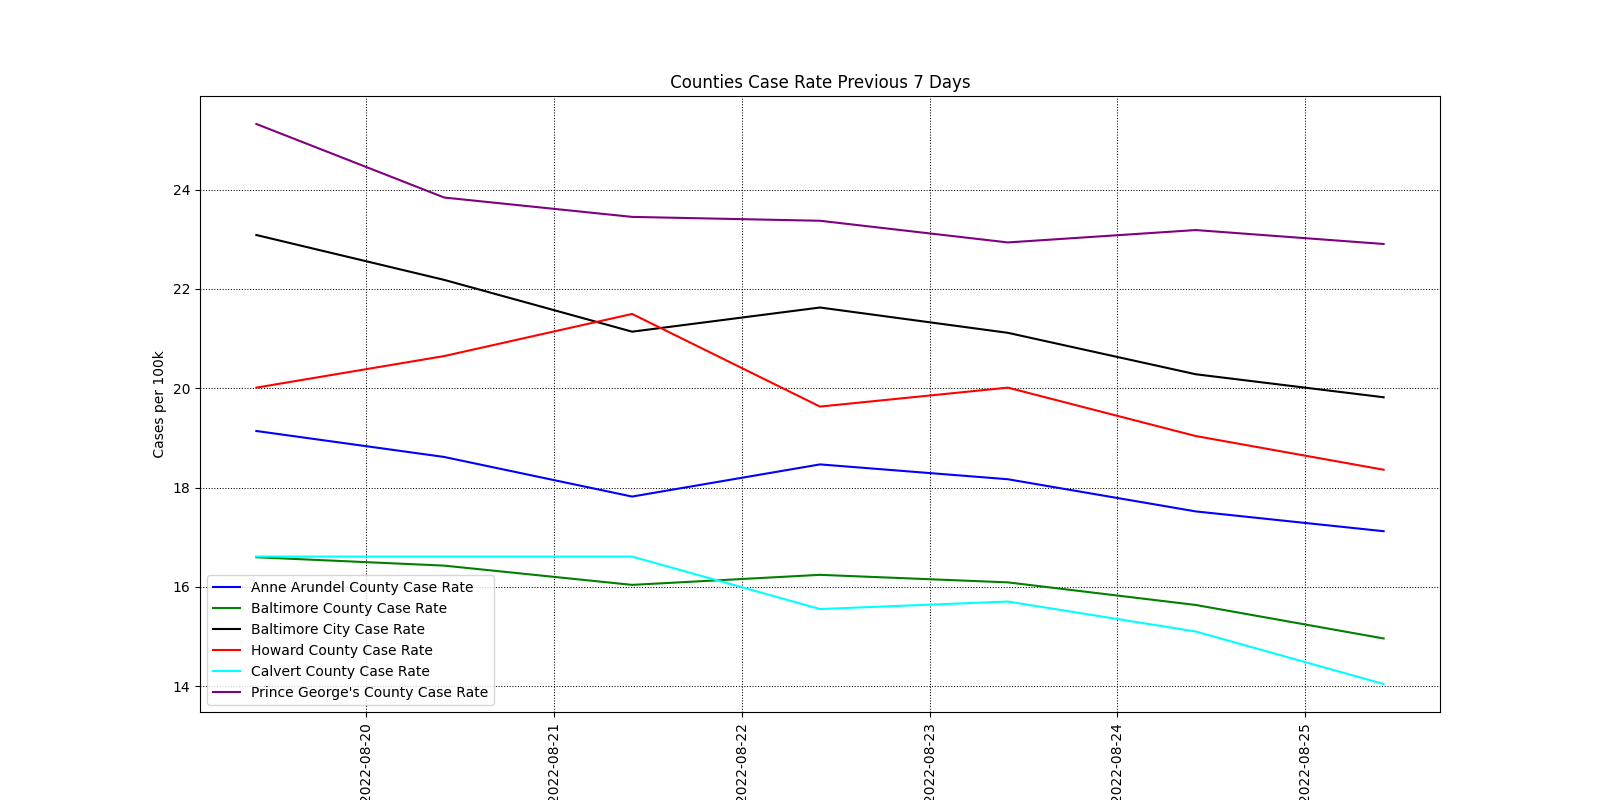 Counties Case Rate Previous 7 Days
Cases per 100k
24
22
20
18
16
14
Anne Arundel County Case Rate
Baltimore County Case Rate
Baltimore City Case Rate
Howard County Case Rate
Calvert County Case Rate
Prince George's County Case Rate
2022-08-20
2022-08-21
2022-08-22
2022-08-23
2022-08-24
2022-08-25